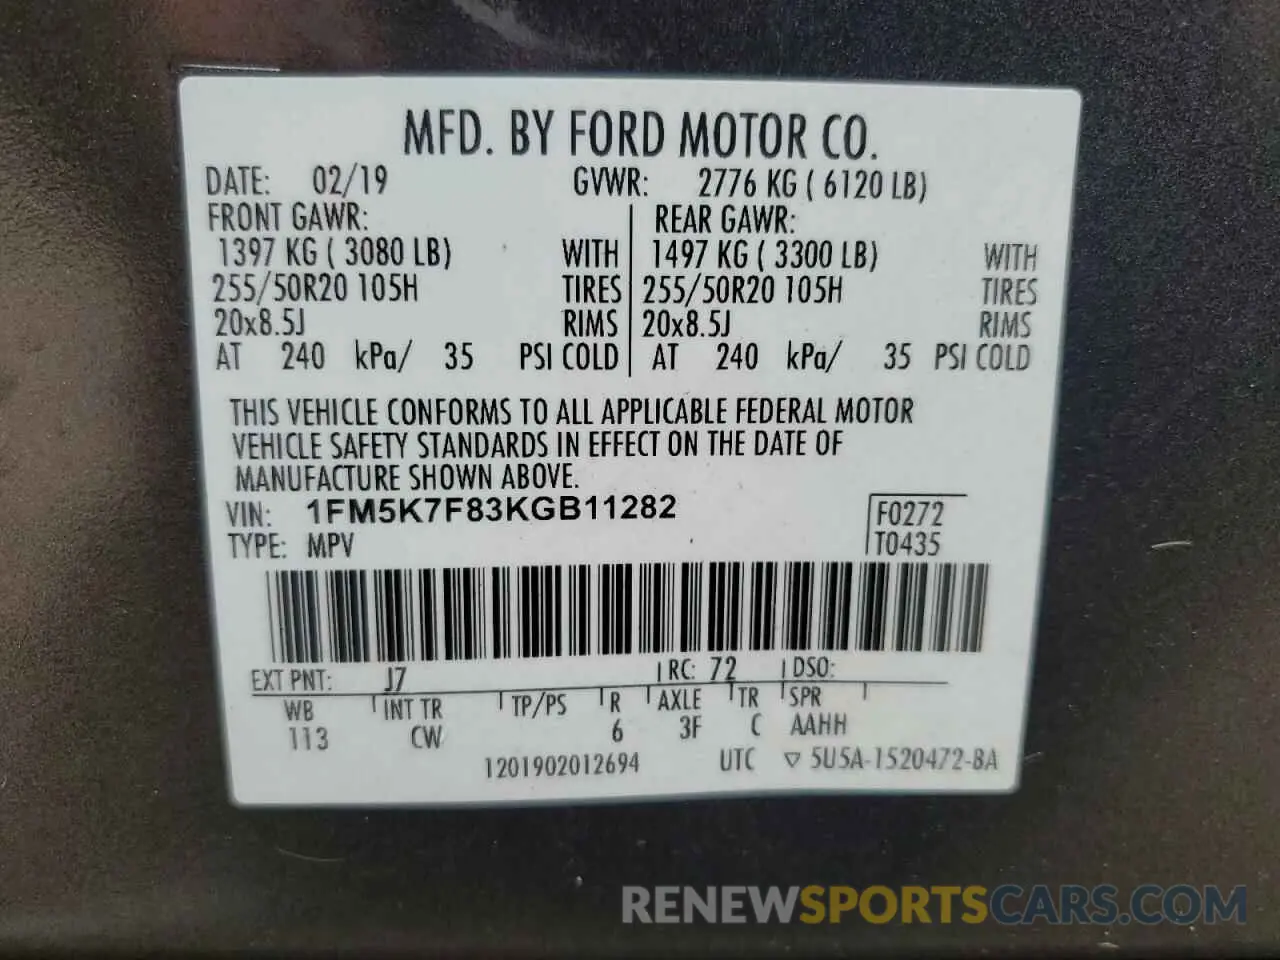 MFD. BY FORD MOTOR CO.
DATE: 02/19 GVWR: 2776 KG ( 6120 LB)
FRONT GAWR: REAR GAWR:
1397 KG ( 3080 LB) WITH 1497 KG ( 3300 LB) WITH
255/50R20 105H TIRES 255/50R20 105H TIRES
20x8.5J RIMS 20x8.5J RIMS
AT 240 kPa/ 35 PSI COLD AT 240 kPa/ 35 PSI COLD
THIS VEHICLE CONFORMS TO ALL APPLICABLE FEDERAL MOTOR
VEHICLE SAFETY STANDARDS IN EFFECT ON THE DATE OF
MANUFACTURE SHOWN ABOVE.
VIN: 1FM5K7F83KGB11282 F0272
TYPE: MPV T0435
EXT PNT: J7 RC: 72 DSO:
WB INT TR TP/PS R AXLE TR SPR
113 CW 6 3F C AAHH
1201902012694 UTC ▽ 5U5A-1520472-BA
RENEWSPORTSCARS.COM